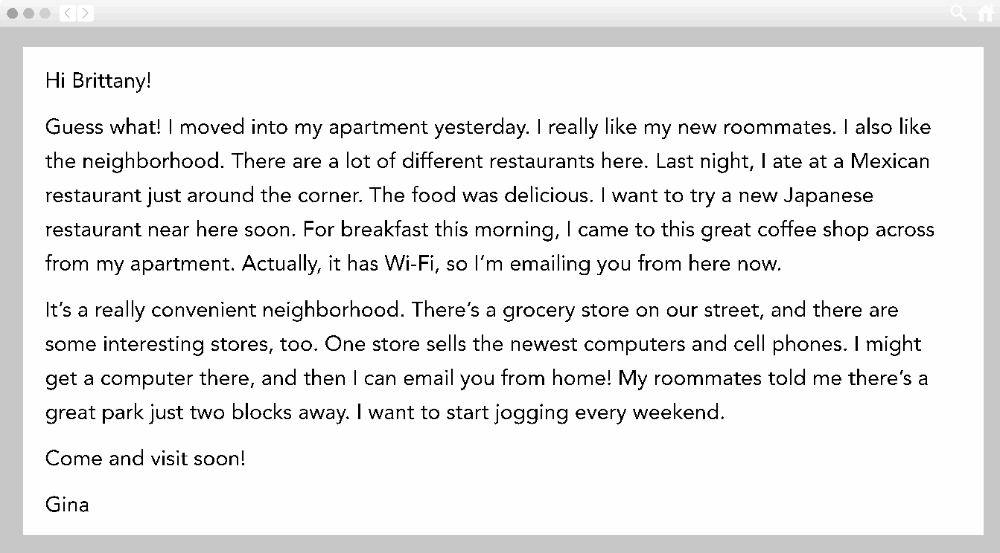 Hi Brittany!
Guess what! I moved into my apartment yesterday. I really like my new roommates. I also like
the neighborhood. There are a lot of different restaurants here. Last night, I ate at a Mexican
restaurant just around the corner. The food was delicious. I want to try a new Japanese
restaurant near here soon. For breakfast this morning, I came to this great coffee shop across
from my apartment. Actually, it has Wi-Fi, so I’m emailing you from here now.
It’s a really convenient neighborhood. There’s a grocery store on our street, and there are
some interesting stores, too. One store sells the newest computers and cell phones. I might
get a computer there, and then I can email you from home! My roommates told me there’s a
great park just two blocks away. I want to start jogging every weekend.
Come and visit soon!
Gina